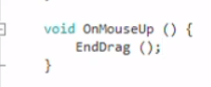 void OnMouseUp () {
EndDrag ();
}